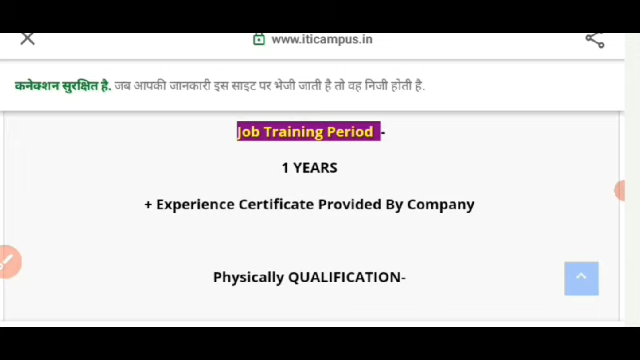 www.iticampus.in
कनेक्शन सुरक्षित है. जब आपकी जानकारी इस साइट पर भेजी जाती है तो वह निजी होती है.
Job Training Period -
1 YEARS
+ Experience Certificate Provided By Company
Physically QUALIFICATION-